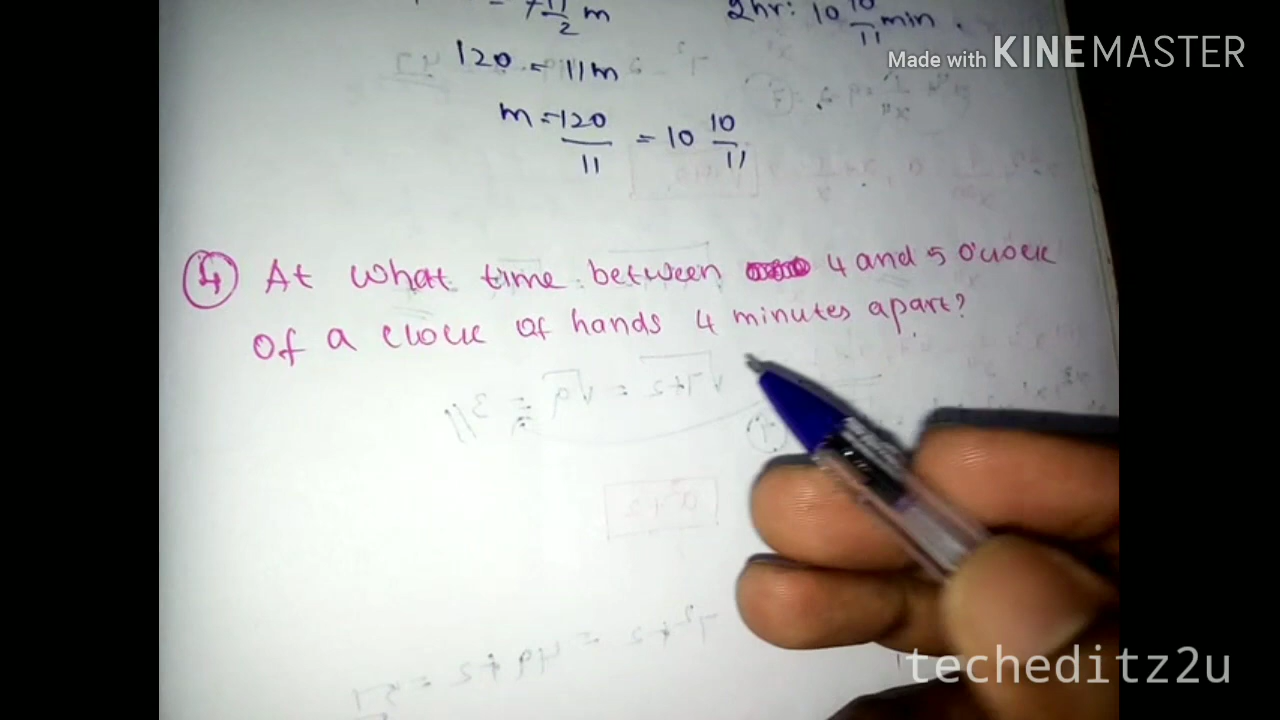 2hr: 10 10/11 min.
120 = 11m
Made with KINEMASTER
m = 120/11 = 10 10/11
4 At what time between 4 and 5 O'clock
Of a clock of hands 4 minutes apart?
techeditz2u